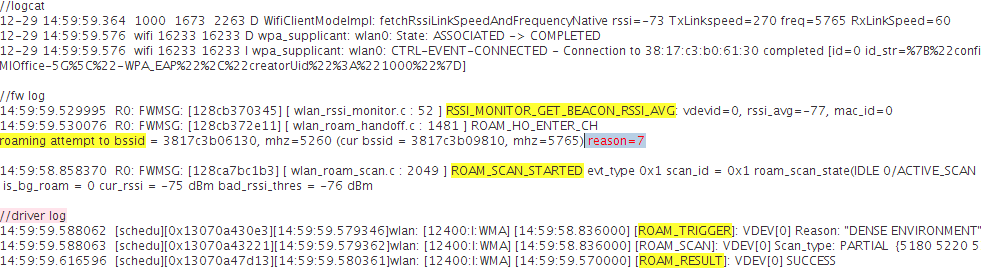 //logcat
12-29 14:59:59.364  1000  1673  2263 D WifiClientModeImpl: fetchRssiLinkSpeedAndFrequencyNative rssi=-73 TxLinkspeed=270 freq=5765 RxLinkSpeed=60
12-29 14:59:59.576  wifi 16233 16233 D wpa_supplicant: wlan0: State: ASSOCIATED -> COMPLETED
12-29 14:59:59.576  wifi 16233 16233 I wpa_supplicant: wlan0: CTRL-EVENT-CONNECTED - Connection to 38:17:c3:b0:61:30 completed [id=0 id_str=%7B%22confi
MIOffice-5G%5C%22-WPA_EAP%22%2C%22creatorUid%22%3A%221000%22%7D]
//fw log
14:59:59.529995  R0: FWMSG: [128cb370345] [ wlan_rssi_monitor.c : 52 ] RSSI_MONITOR_GET_BEACON_RSSI_AVG: vdevid=0, rssi_avg=-77, mac_id=0
14:59:59.530076  R0: FWMSG: [128cb372e11] [ wlan_roam_handoff.c : 1481 ] ROAM_HO_ENTER_CH
roaming attempt to bssid = 3817c3b06130, mhz=5260 (cur bssid = 3817c3b09810, mhz=5765) reason=7
14:59:58.858370  R0: FWMSG: [128ca7bc1b3] [ wlan_roam_scan.c : 2049 ] ROAM_SCAN_STARTED evt_type 0x1 scan_id = 0x1 roam_scan_state(IDLE 0/ACTIVE_SCAN
is_bg_roam = 0 cur_rssi = -75 dBm bad_rssi_thres = -76 dBm
//driver log
14:59:59.588062  [schedu][0x13070a430e3][14:59:59.579346]wlan: [12400:I:WMA] [14:59:58.836000] [ROAM_TRIGGER]: VDEV[0] Reason: "DENSE ENVIRONMENT"
14:59:59.588063  [schedu][0x13070a43221][14:59:59.579362]wlan: [12400:I:WMA] [14:59:58.836000] [ROAM_SCAN]: VDEV[0] Scan_type: PARTIAL  {5180 5220 5
14:59:59.616596  [schedu][0x13070a47d13][14:59:59.580361]wlan: [12400:I:WMA] [14:59:59.570000] [ROAM_RESULT]: VDEV[0] SUCCESS